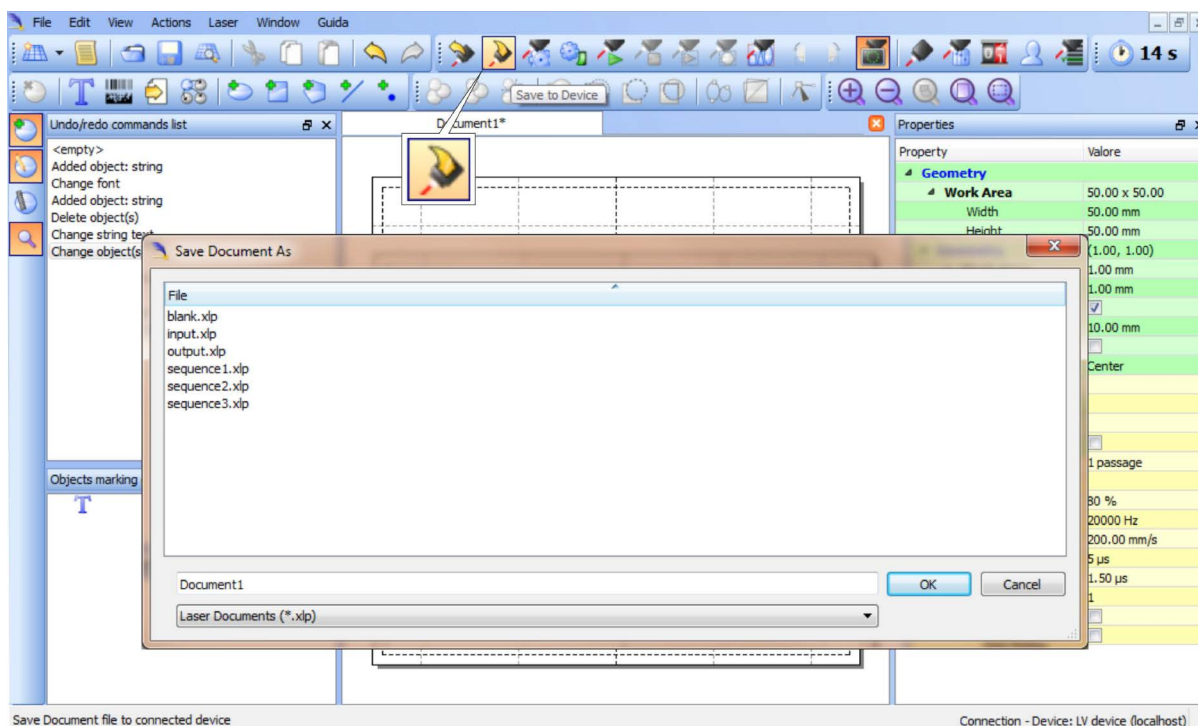 File Edit View Actions Laser Window Guida
14 s
Save to Device
Undo/redo commands list
<empty>
Added object: string
Change font
Added object: string
Delete object(s)
Change string text
Change object(s
Document1*
Properties
Property Valore
Geometry
Work Area 50.00 x 50.00
Width 50.00 mm
Height 50.00 mm
(1.00, 1.00)
1.00 mm
1.00 mm
10.00 mm
Center
1 passage
80 %
20000 Hz
200.00 mm/s
5 µs
1.50 µs
1
Save Document As
File
blank.xlp
input.xlp
output.xlp
sequence1.xlp
sequence2.xlp
sequence3.xlp
Document1
OK Cancel
Laser Documents (*.xlp)
Objects marking
T
Save Document file to connected device
Connection - Device: LV device (localhost)